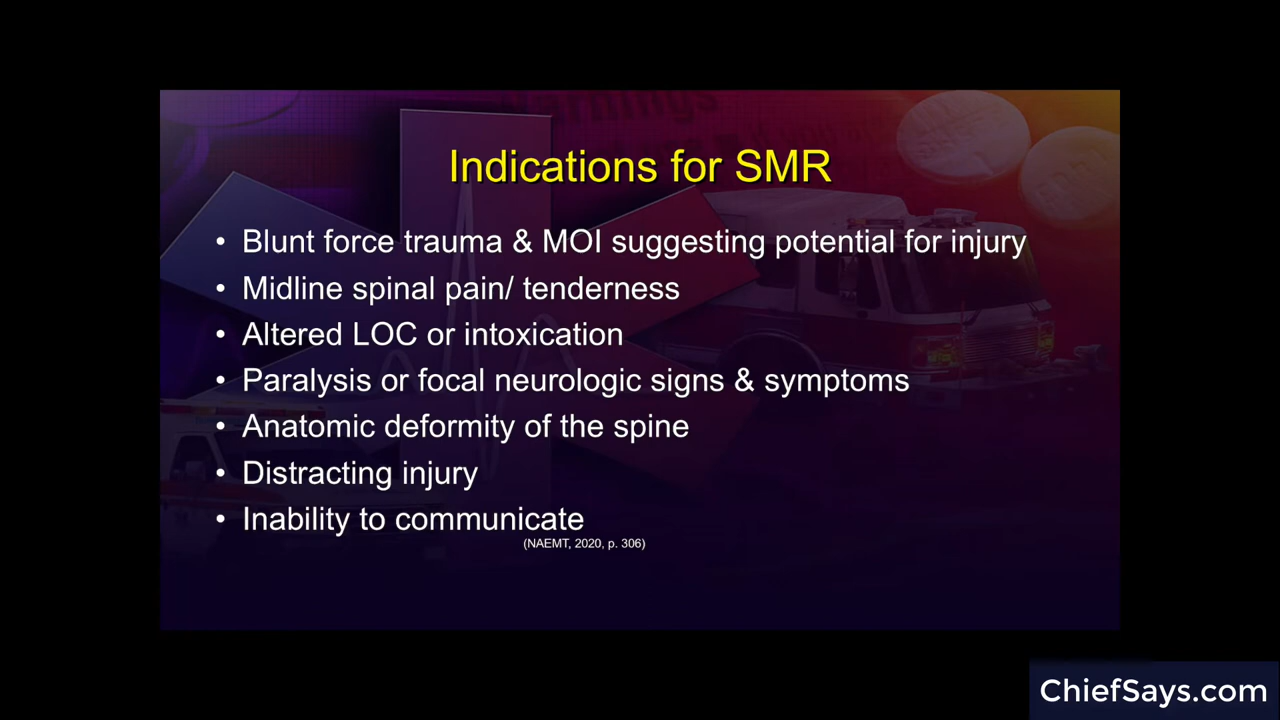 Indications for SMR
• Blunt force trauma & MOI suggesting potential for injury
• Midline spinal pain/ tenderness
• Altered LOC or intoxication
• Paralysis or focal neurologic signs & symptoms
• Anatomic deformity of the spine
• Distracting injury
• Inability to communicate
(NAEMT, 2020, p. 306)
ChiefSays.com